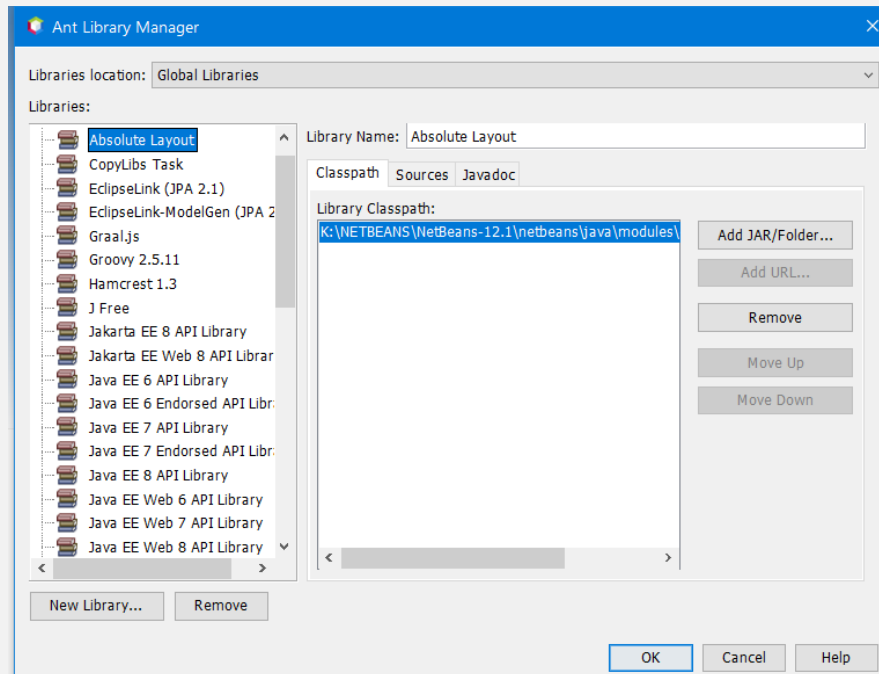 Ant Library Manager
Libraries location: Global Libraries
Libraries:
Absolute Layout
CopyLibs Task
EclipseLink (JPA 2.1)
EclipseLink-ModelGen (JPA 2
Graal.js
Groovy 2.5.11
Hamcrest 1.3
J Free
Jakarta EE 8 API Library
Jakarta EE Web 8 API Librar
Java EE 6 API Library
Java EE 6 Endorsed API Libr
Java EE 7 API Library
Java EE 7 Endorsed API Libr
Java EE 8 API Library
Java EE Web 6 API Library
Java EE Web 7 API Library
Java EE Web 8 API Library
New Library... Remove
Library Name: Absolute Layout
Classpath Sources Javadoc
Library Classpath:
K:\NETBEANS\NetBeans-12.1\netbeans\java\modules\
Add JAR/Folder...
Add URL...
Remove
Move Up
Move Down
OK Cancel Help